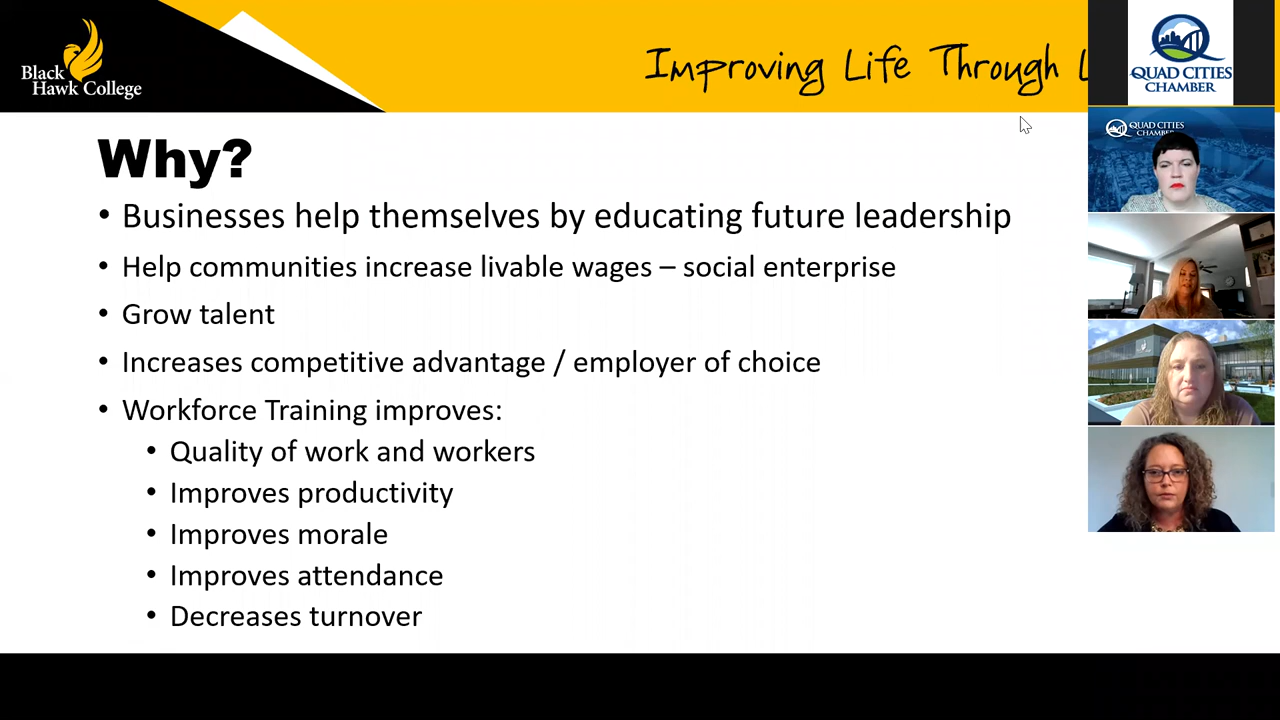 Black
Hawk College
Improving Life Through L
QUAD CITIES
CHAMBER
QUAD CITIES
CHAMBER
Why?
• Businesses help themselves by educating future leadership
• Help communities increase livable wages – social enterprise
• Grow talent
• Increases competitive advantage / employer of choice
• Workforce Training improves:
• Quality of work and workers
• Improves productivity
• Improves morale
• Improves attendance
• Decreases turnover